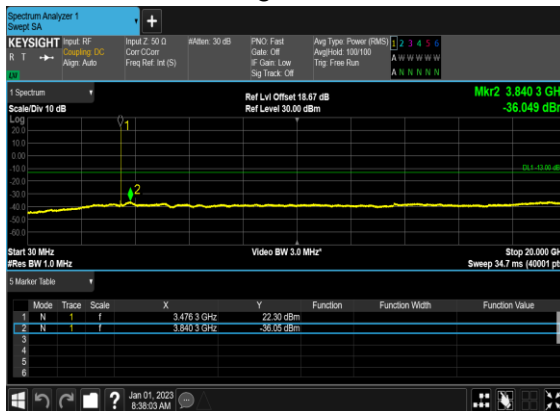 Spectrum Analyzer 1
Swept SA
KEYSIGHT Input: RF Input Z: 50 Ω #Atten: 30 dB PNO: Fast Avg Type: Power (RMS) 1 2 3 4 5 6
R T Coupling: DC Corr CCorr Gate: Off Avg|Hold: 100/100 A W W W W W
Align: Auto Freq Ref: Int (S) IF Gain: Low Trig: Free Run
Sig Track: Off A N N N N N
1 Spectrum Ref Lvl Offset 18.67 dB Mkr2 3.840 3 GHz
Scale/Div 10 dB Ref Level 30.00 dBm -36.049 dBm
Log
20.0
10.0
0.00
-10.0
DL1 -13.00 dB
-20.0
-30.0
-40.0
-50.0
-60.0
1
2
Start 30 MHz Video BW 3.0 MHz* Stop 20.000 GH
#Res BW 1.0 MHz Sweep 34.7 ms (40001 pt
5 Marker Table
Mode Trace Scale X Y Function Function Width Function Value
1 N 1 f 3.476 3 GHz 22.30 dBm
2 N 1 f 3.840 3 GHz -36.05 dBm
3
4
5
6
? Jan 01, 2023
8:38:03 AM